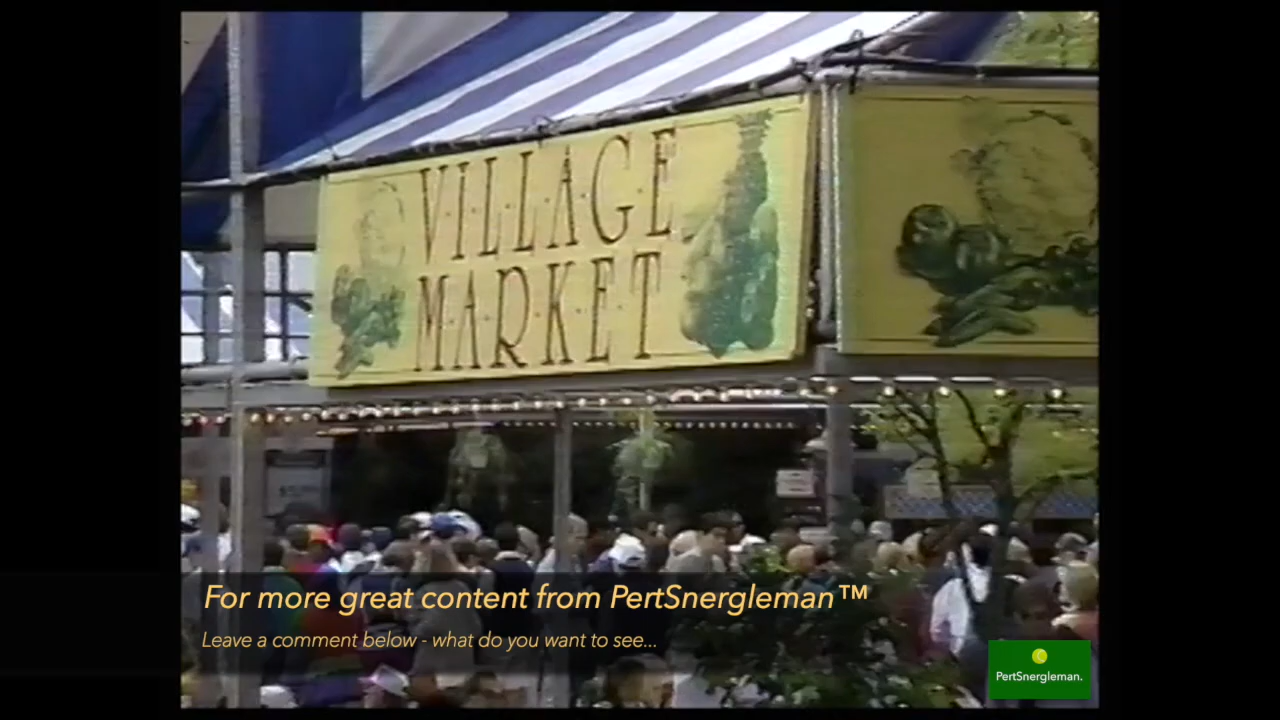 VILLAGE
MARKET
For more great content from PertSnergleman™
Leave a comment below - what do you want to see...
PertSnergleman.